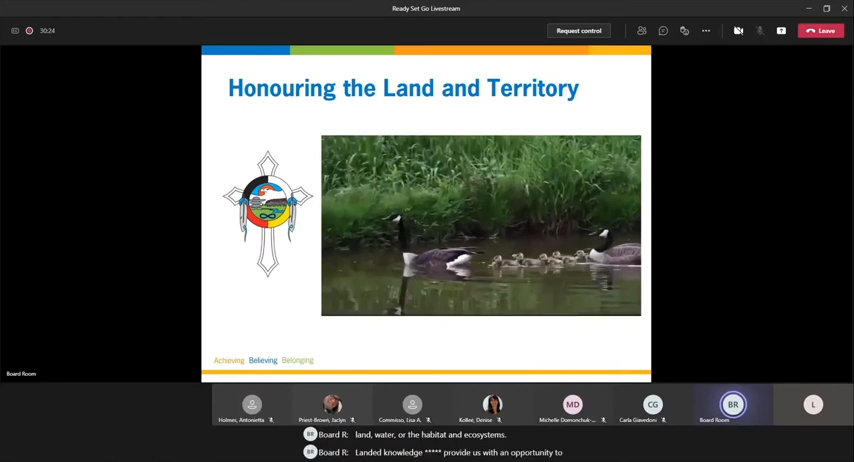 Ready Set Go Livestream
30:24
Request control
Leave
Honouring the Land and Territory
Achieving Believing Belonging
Board Room
MD
CG
BR
L
Holmes, Antonietta
Priest-Brown, Jaclyn
Commisso, Lisa A.
Kollee, Denise
Michelle Domonchuk-...
Carla Giavedoni
Board Room
BR Board R: land, water, or the habitat and ecosystems.
BR Board R: Landed knowledge ***** provide us with an opportunity to